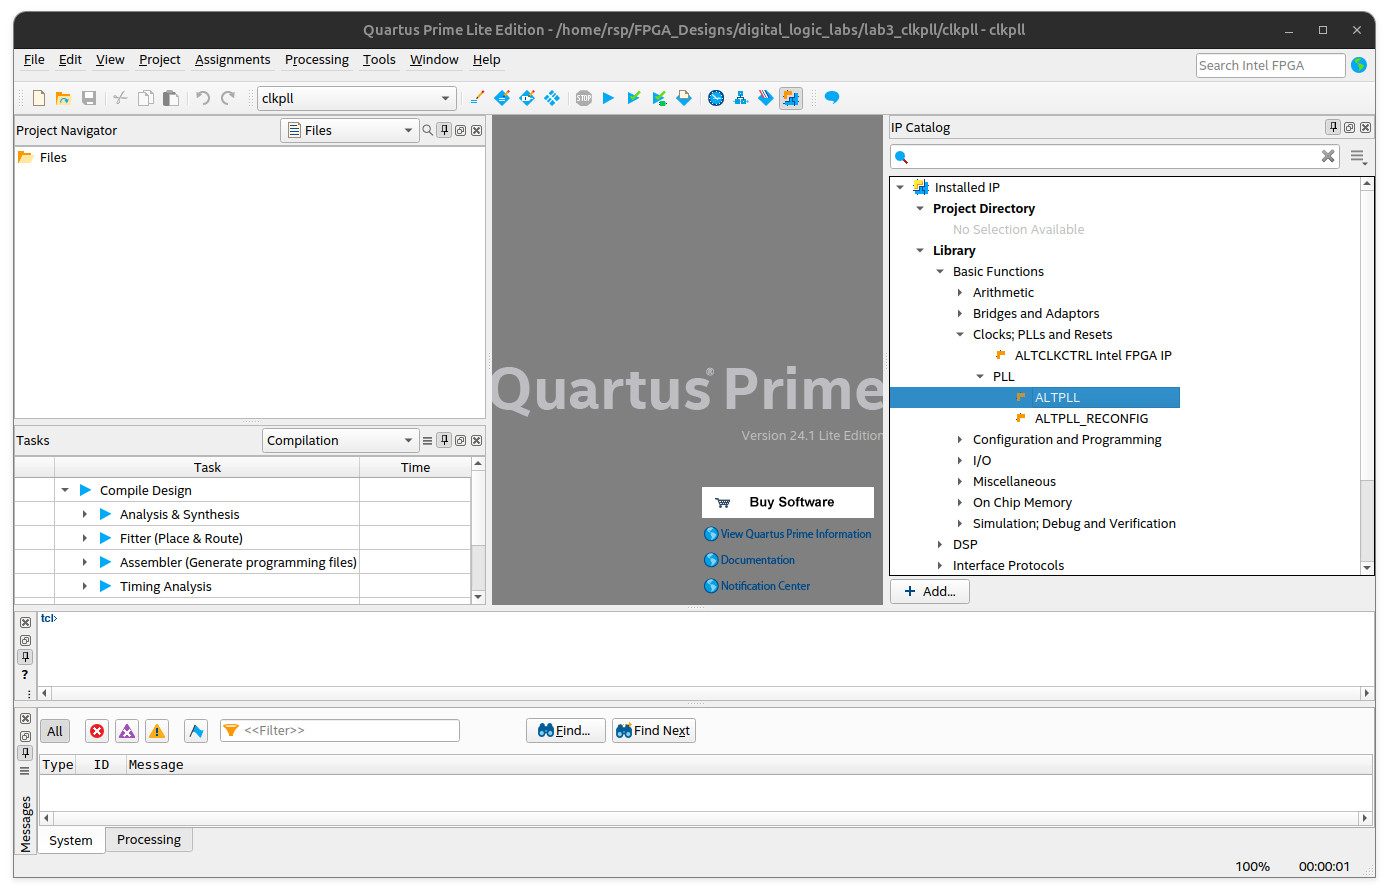 Quartus Prime Lite Edition - /home/rsp/FPGA_Designs/digital_logic_labs/lab3_clkpll/clkpll - clkpll
File Edit View Project Assignments Processing Tools Window Help
Search Intel FPGA
clkpll
STOP
Project Navigator
Files
Files
Quartus® Prime
Version 24.1 Lite Edition
Buy Software
View Quartus Prime Information
Documentation
Notification Center
IP Catalog
Installed IP
Project Directory
No Selection Available
Library
Basic Functions
Arithmetic
Bridges and Adaptors
Clocks; PLLs and Resets
ALTCLKCTRL Intel FPGA IP
PLL
ALTPLL
ALTPLL_RECONFIG
Configuration and Programming
I/O
Miscellaneous
On Chip Memory
Simulation; Debug and Verification
DSP
Interface Protocols
+ Add...
Tasks
Compilation
Task Time
Compile Design
Analysis & Synthesis
Fitter (Place & Route)
Assembler (Generate programming files)
Timing Analysis
tcl>
?
All
<<Filter>>
Find...
Find Next
Type ID Message
Messages
System Processing
100% 00:00:01